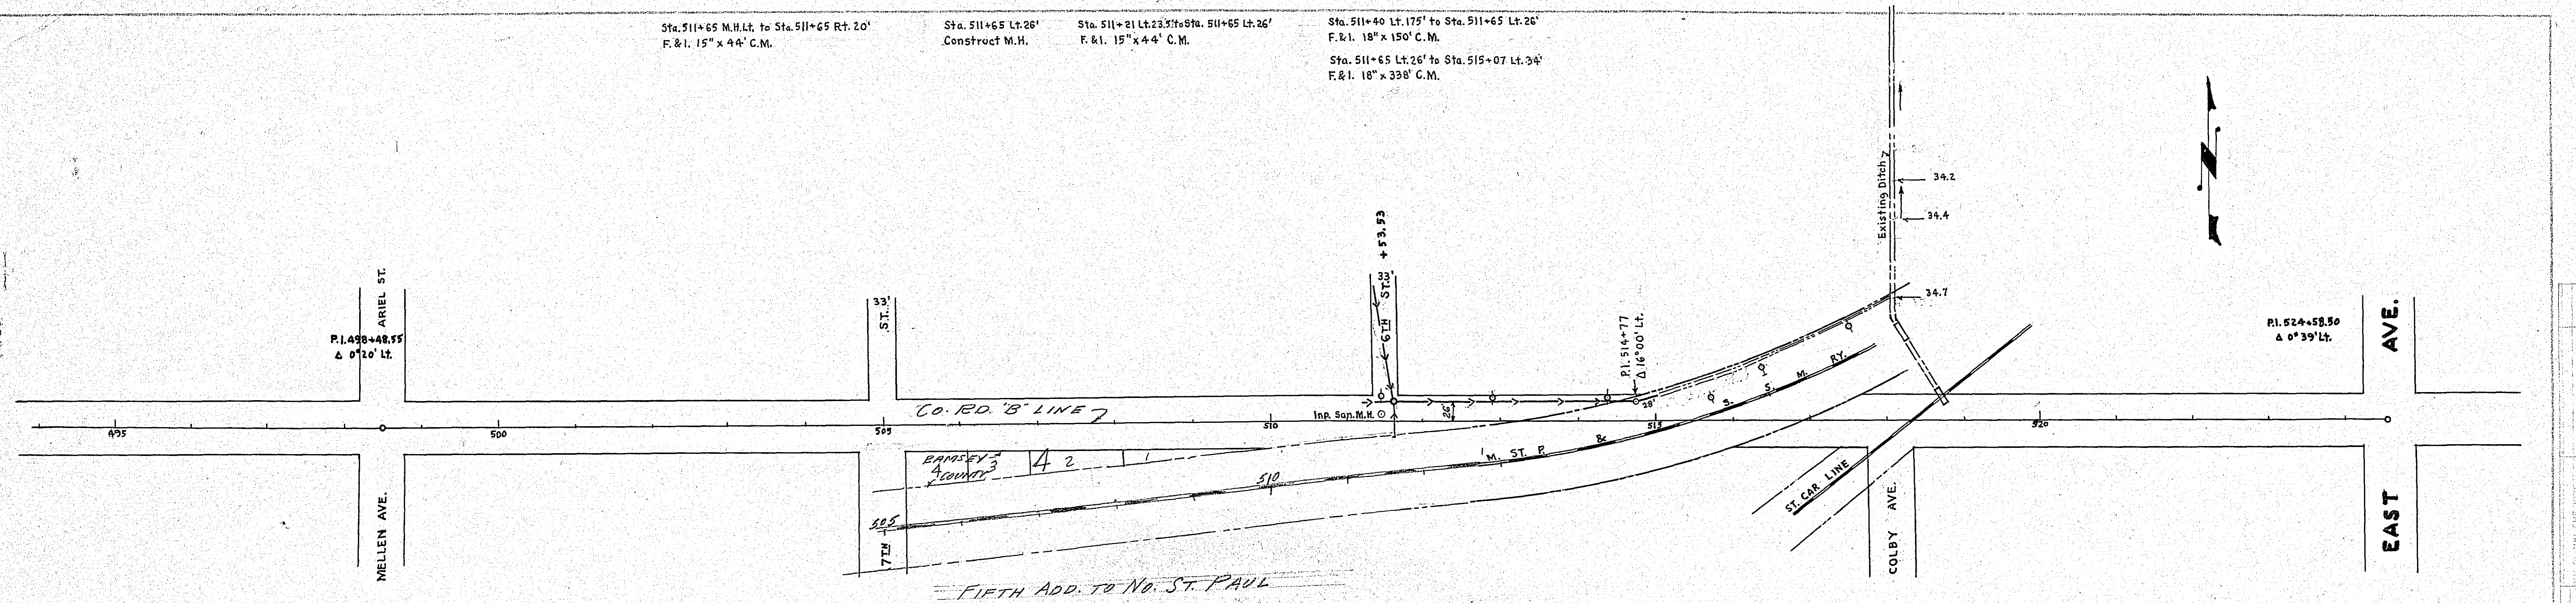 Sta. 511+65 M.H.Lt. to Sta. 511+65 Rt. 20'
F. & I. 15" x 44' C.M.
Sta. 511+65 Lt. 26'
Construct M.H.
Sta. 511+21 Lt. 23.5' to Sta. 511+65 Lt. 26'
F. & I. 15" x 44' C.M.
Sta. 511+40 Lt. 175' to Sta. 511+65 Lt. 26'
F. & I. 18" x 150' C.M.
Sta. 511+65 Lt. 26' to Sta. 515+07 Lt. 34'
F. & I. 18" x 338' C.M.
N
Existing Ditch
34.2
34.4
34.7
+ 53.53
33'
6TH ST.
ARIEL ST.
P.I. 498+48.55
Δ 0°20' Lt.
33'
ST.
P.I. 514+77
Δ 16°00' Lt.
P.I. 524+58.50
Δ 0°39' Lt.
AVE.
CO. RD. "B" LINE
Inp. San. M.H.
26'
28'
495
500
505
510
515
520
M. ST. P. & S. S. M. RY.
RAMSEY
COUNTY
4
3
4
2
1
510
505
ST. CAR LINE
MELLEN AVE.
7TH
COLBY AVE.
EAST
FIFTH ADD. TO NO. ST. PAUL